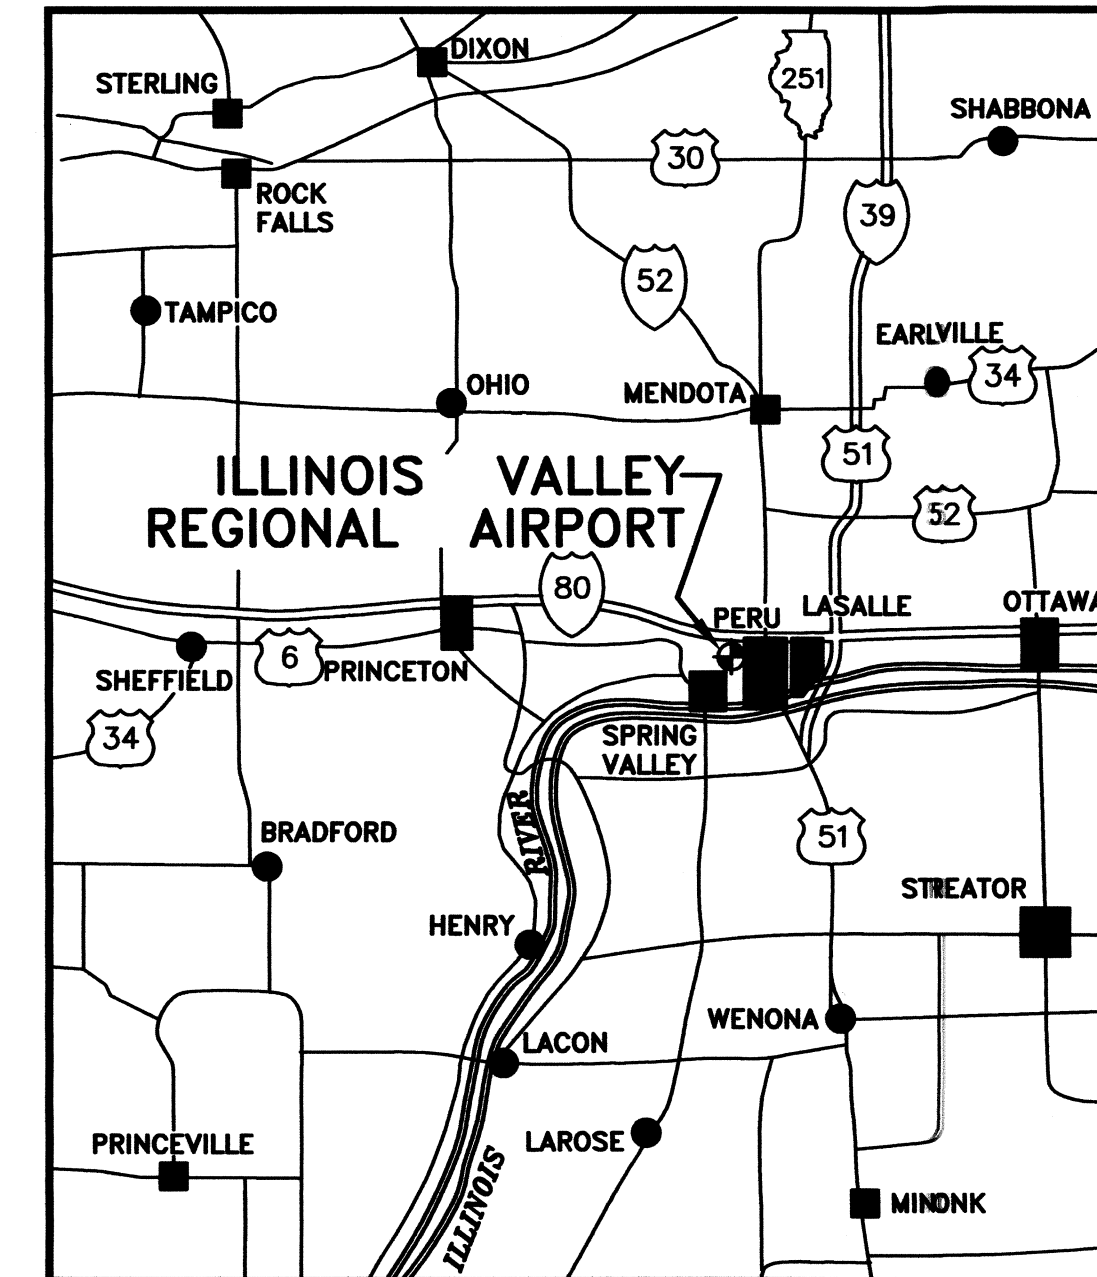 DIXON
STERLING
251
SHABBONA
30
ROCK
FALLS
39
52
TAMPICO
EARLVILLE
34
OHIO
MENDOTA
51
ILLINOIS VALLEY
REGIONAL AIRPORT
52
80
PERU
LASALLE
OTTAWA
6
PRINCETON
SHEFFIELD
34
SPRING
VALLEY
RIVER
BRADFORD
51
STREATOR
HENRY
WENONA
LACON
PRINCEVILLE
LAROSE
ILLINOIS
MINONK